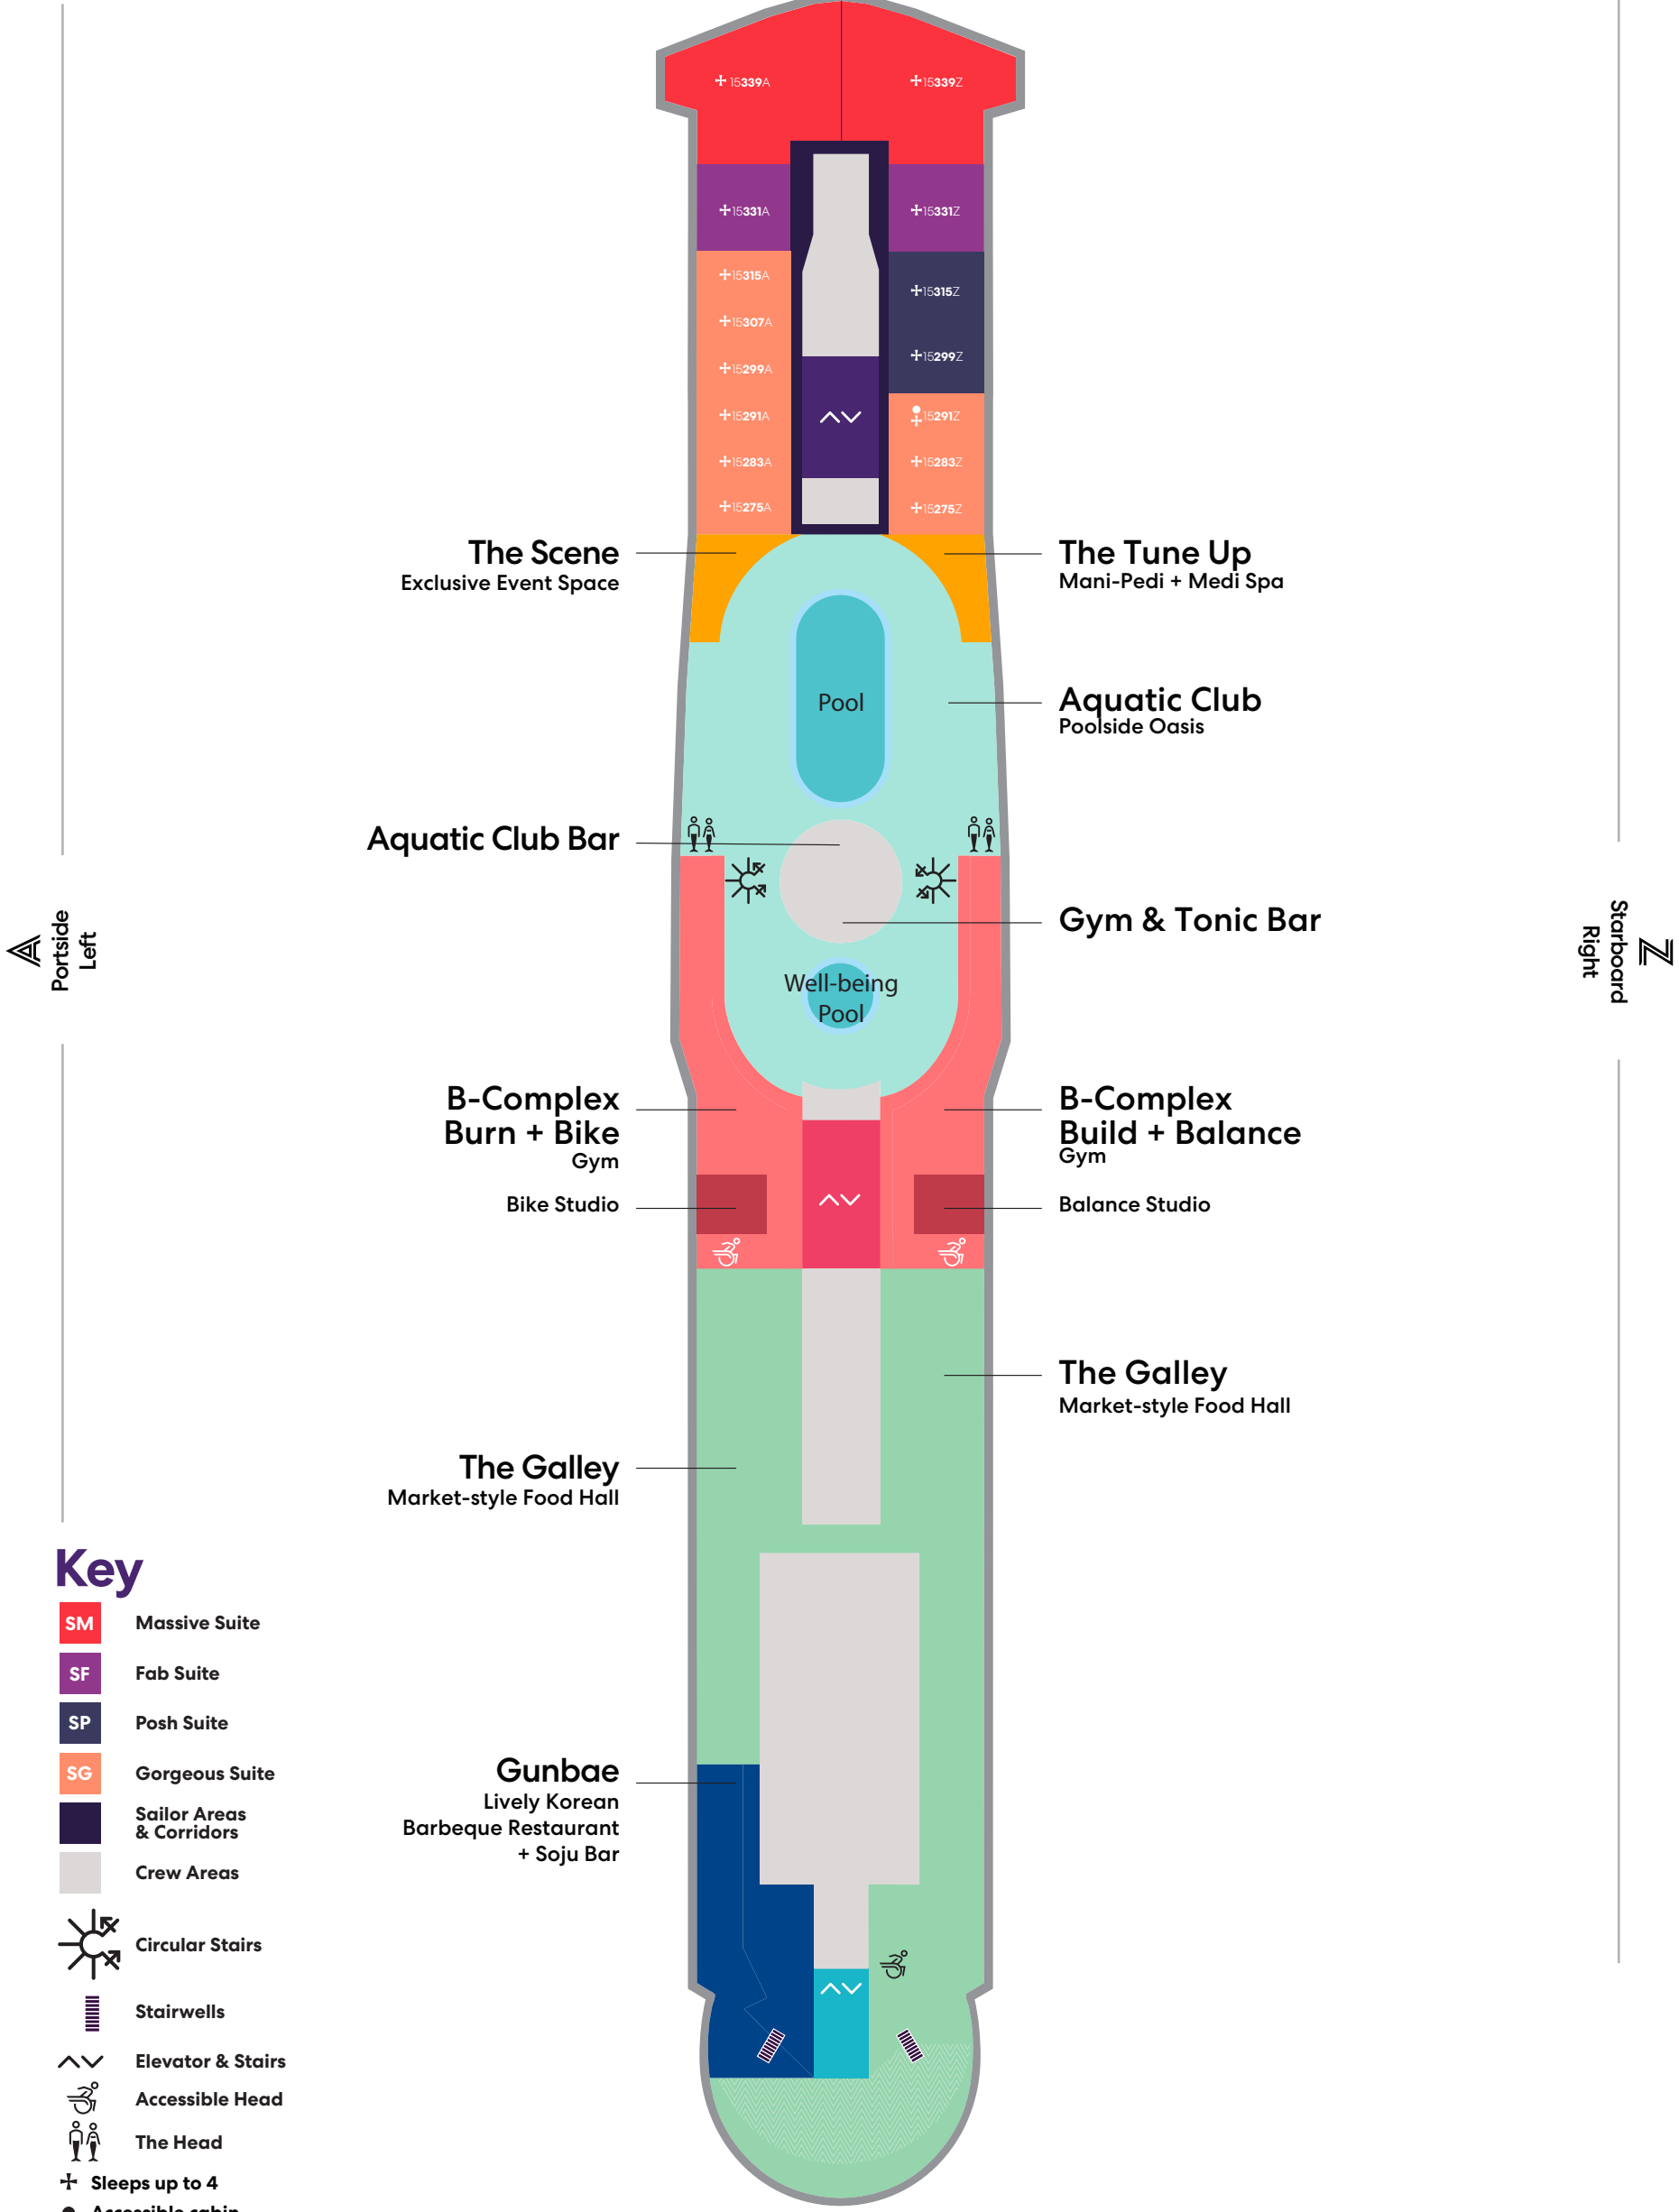 15339A
15339Z
15331A
15331Z
15315A
15315Z
15307A
15299A
15299Z
15291A
15291Z
15283A
15283Z
15275A
15275Z
The Scene
Exclusive Event Space
The Tune Up
Mani-Pedi + Medi Spa
Pool
Aquatic Club
Poolside Oasis
Aquatic Club Bar
Gym & Tonic Bar
A
Portside
Left
Z
Starboard
Right
Well-being
Pool
B-Complex
Burn + Bike
Gym
B-Complex
Build + Balance
Gym
Bike Studio
Balance Studio
The Galley
Market-style Food Hall
The Galley
Market-style Food Hall
Gunbae
Lively Korean
Barbeque Restaurant
+ Soju Bar
Key
SM Massive Suite
SF Fab Suite
SP Posh Suite
SG Gorgeous Suite
Sailor Areas
& Corridors
Crew Areas
Circular Stairs
Stairwells
Elevator & Stairs
Accessible Head
The Head
Sleeps up to 4
Accessible cabin